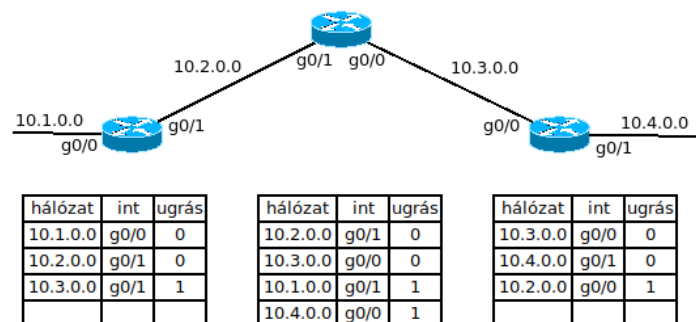 g0/1 g0/0
10.2.0.0
10.3.0.0
10.1.0.0
g0/1
g0/0
10.4.0.0
g0/0
g0/1
hálózat int ugrás
10.1.0.0 g0/0 0
10.2.0.0 g0/1 0
10.3.0.0 g0/1 1
hálózat int ugrás
10.2.0.0 g0/1 0
10.3.0.0 g0/0 0
10.1.0.0 g0/1 1
10.4.0.0 g0/0 1
hálózat int ugrás
10.3.0.0 g0/0 0
10.4.0.0 g0/1 0
10.2.0.0 g0/0 1